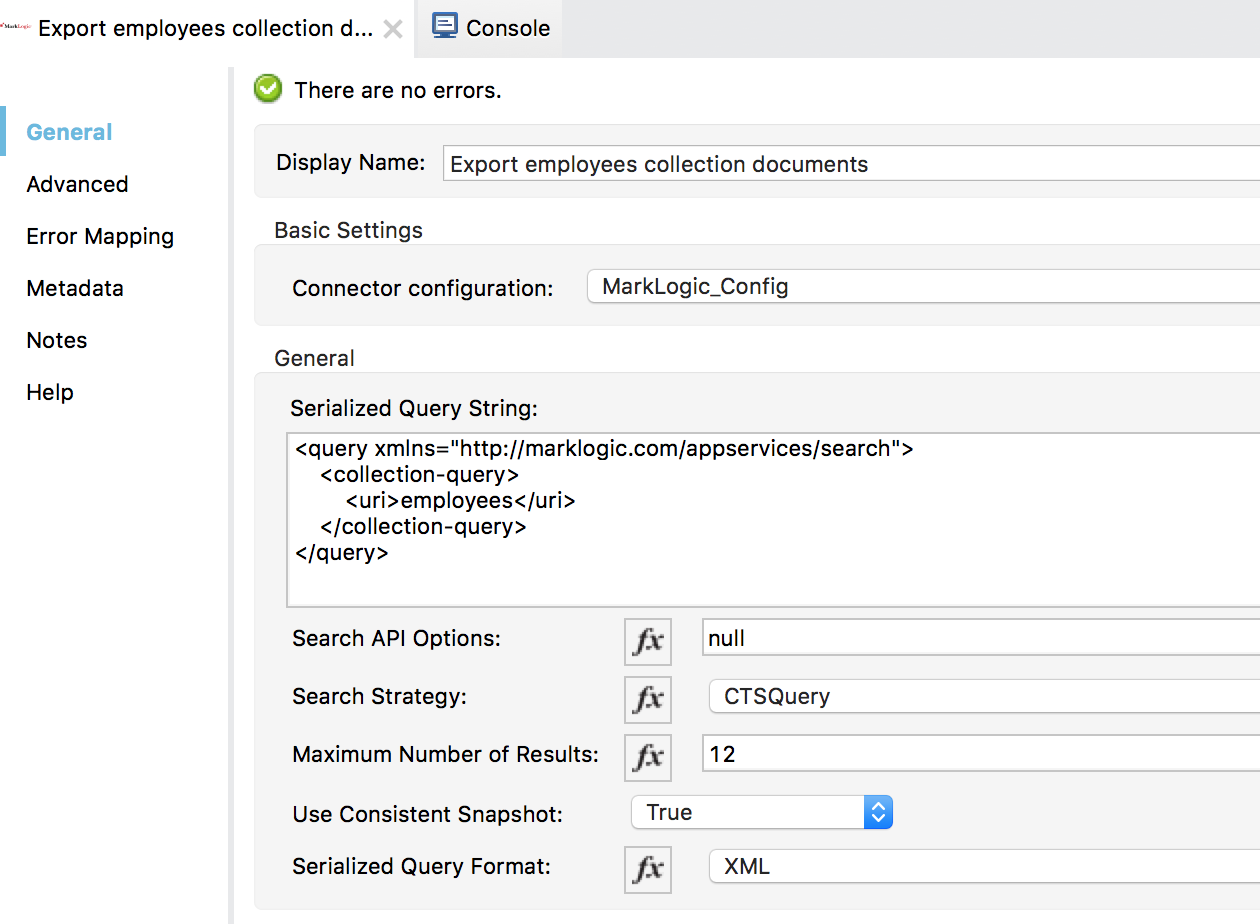 MarkLogic Export employees collection d... Console
There are no errors.
General
Advanced
Error Mapping
Metadata
Notes
Help
Display Name: Export employees collection documents
Basic Settings
Connector configuration: MarkLogic_Config
General
Serialized Query String:
<query xmlns="http://marklogic.com/appservices/search">
<collection-query>
<uri>employees</uri>
</collection-query>
</query>
Search API Options: fx null
Search Strategy: fx CTSQuery
Maximum Number of Results: fx 12
Use Consistent Snapshot: True
Serialized Query Format: fx XML